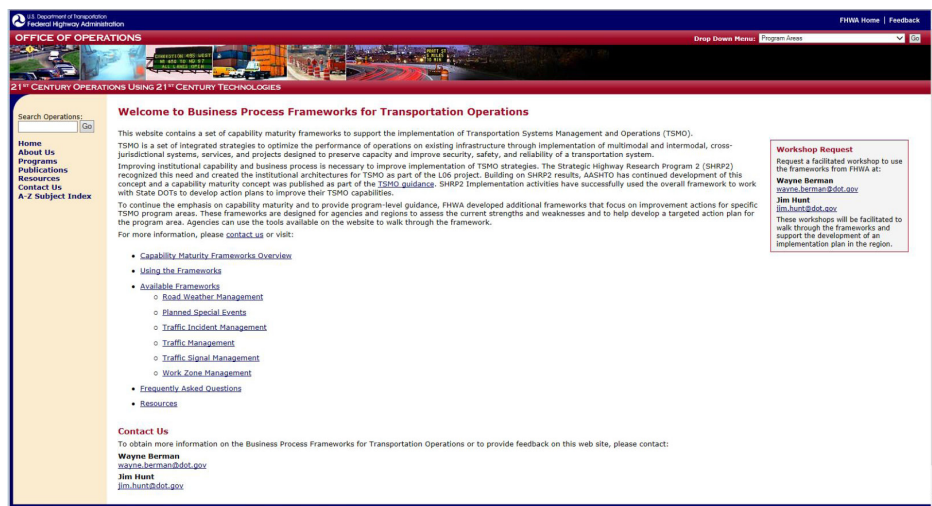 U.S. Department of Transportation
Federal Highway Administration
FHWA Home | Feedback
OFFICE OF OPERATIONS
Drop Down Menu: Program Areas Go
CONGESTION 495 WEST
ALL LANES OPEN
21ST CENTURY OPERATIONS USING 21ST CENTURY TECHNOLOGIES
Search Operations:
Go
Home
About Us
Programs
Publications
Resources
Contact Us
A-Z Subject Index
Welcome to Business Process Frameworks for Transportation Operations
This website contains a set of capability maturity frameworks to support the implementation of Transportation Systems Management and Operations (TSMO).
TSMO is a set of integrated strategies to optimize the performance of operations on existing infrastructure through implementation of multimodal and intermodal, cross-
jurisdictional systems, services, and projects designed to preserve capacity and improve security, safety, and reliability of a transportation system.
Improving institutional capability and business process is necessary to improve implementation of TSMO strategies. The Strategic Highway Research Program 2 (SHRP2)
recognized this need and created the institutional architectures for TSMO as part of the L06 project. Building on SHRP2 results, AASHTO has continued development of this
concept and a capability maturity concept was published as part of the TSMO guidance. SHRP2 Implementation activities have successfully used the overall framework to work
with State DOTs to develop action plans to improve their TSMO capabilities.
To continue the emphasis on capability maturity and to provide program-level guidance, FHWA developed additional frameworks that focus on improvement actions for specific
TSMO program areas. These frameworks are designed for agencies and regions to assess the current strengths and weaknesses and to help develop a targeted action plan for
the program area. Agencies can use the tools available on the website to walk through the framework.
For more information, please contact us or visit:
• Capability Maturity Frameworks Overview
• Using the Frameworks
• Available Frameworks
o Road Weather Management
o Planned Special Events
o Traffic Incident Management
o Traffic Management
o Traffic Signal Management
o Work Zone Management
• Frequently Asked Questions
• Resources
Contact Us
To obtain more information on the Business Process Frameworks for Transportation Operations or to provide feedback on this web site, please contact:
Wayne Berman
wayne.berman@dot.gov
Jim Hunt
jim.hunt@dot.gov
Workshop Request
Request a facilitated workshop to use
the frameworks from FHWA at:
Wayne Berman
wayne.berman@dot.gov
Jim Hunt
jim.hunt@dot.gov
These workshops will be facilitated to
walk through the frameworks and
support the development of an
implementation plan in the region.